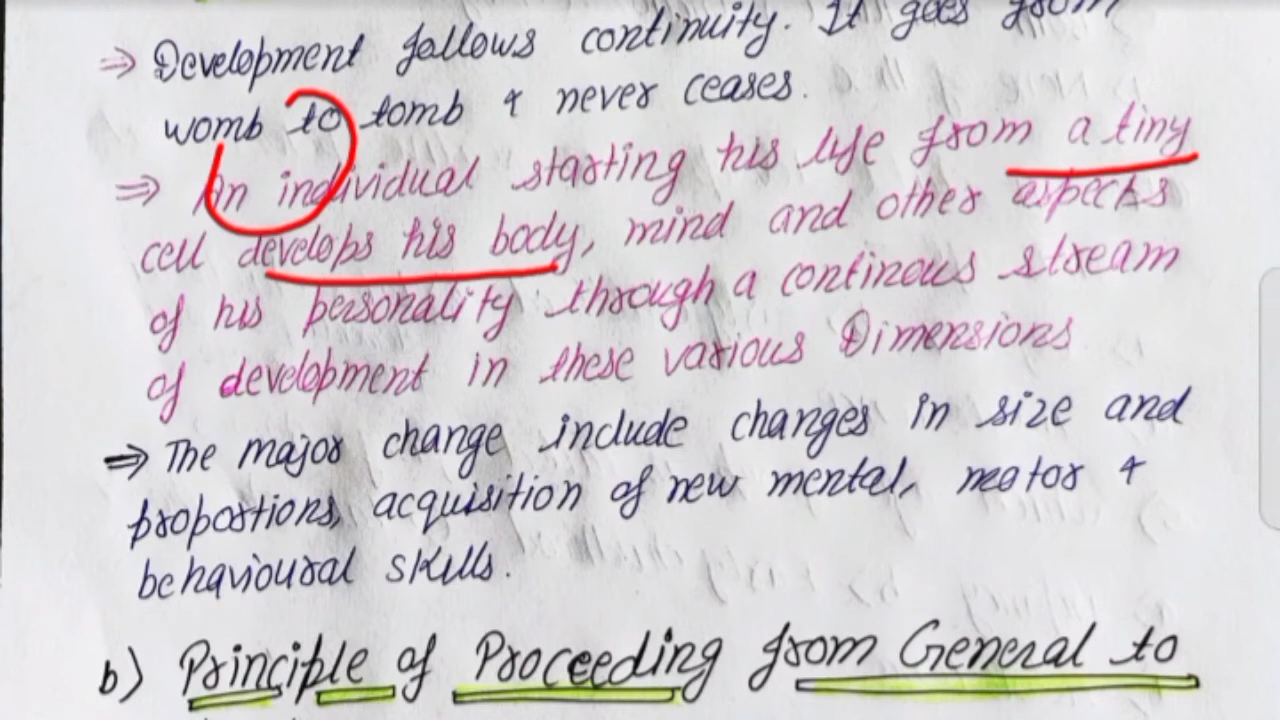 ⇒ Development follows continuity. It goes from
womb to tomb & never ceases.
⇒ An individual starting his life from a tiny
cell develops his body, mind and other aspects
of his personality through a continous stream
of development in these various Dimensions
⇒ The major change include changes in size and
proportions, acquisition of new mental, motor &
behavioural skills.
b) Principle of Proceeding from General to